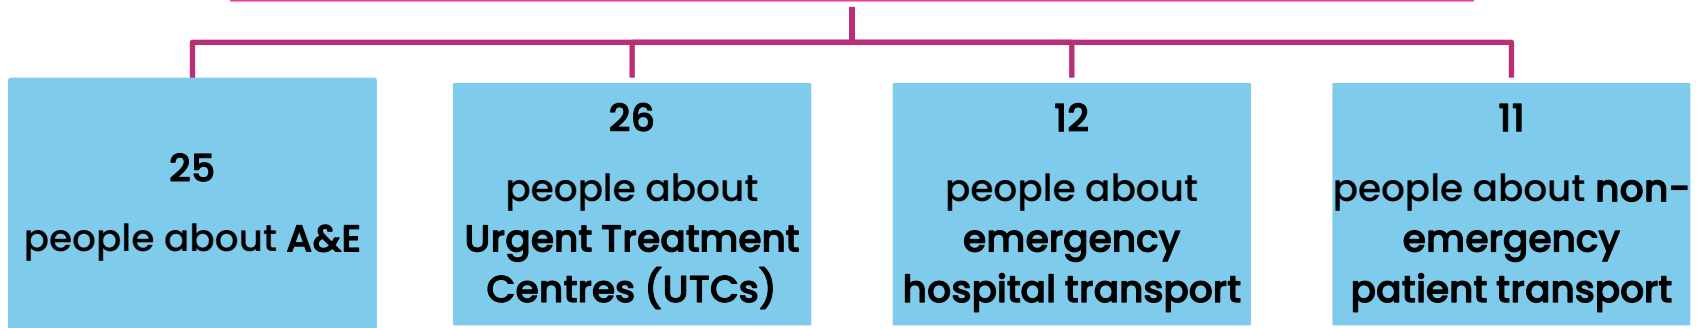 25
people about A&E
26
people about
Urgent Treatment
Centres (UTCs)
12
people about
emergency
hospital transport
11
people about non-
emergency
patient transport